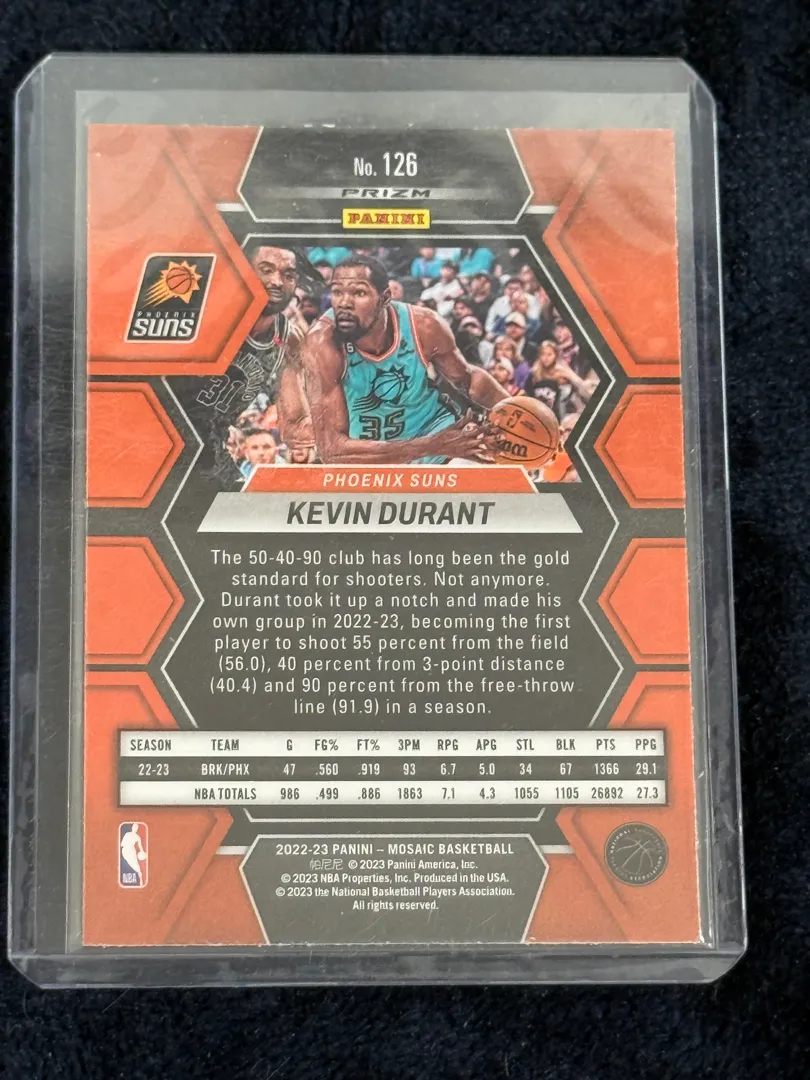 No. 126
PRIZM
PANINI
PHOENIX
SUNS
31
35
PHOENIX SUNS
KEVIN DURANT
The 50-40-90 club has long been the gold
standard for shooters. Not anymore.
Durant took it up a notch and made his
own group in 2022-23, becoming the first
player to shoot 55 percent from the field
(56.0), 40 percent from 3-point distance
(40.4) and 90 percent from the free-throw
line (91.9) in a season.
SEASON TEAM G FG% FT% 3PM RPG APG STL BLK PTS PPG
22-23 BRK/PHX 47 .560 .919 93 6.7 5.0 34 67 1366 29.1
NBA TOTALS 986 .499 .886 1863 7.1 4.3 1055 1105 26892 27.3
2022-23 PANINI – MOSAIC BASKETBALL
帕尼尼 © 2023 Panini America, Inc.
© 2023 NBA Properties, Inc. Produced in the USA.
© 2023 the National Basketball Players Association.
All rights reserved.
NBA